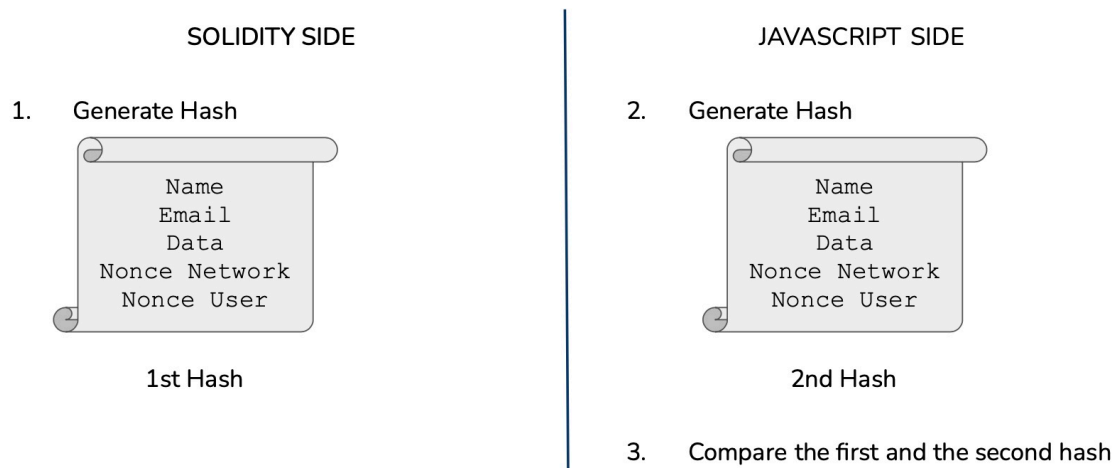 SOLIDITY SIDE
1. Generate Hash
Name
Email
Data
Nonce Network
Nonce User
1st Hash
JAVASCRIPT SIDE
2. Generate Hash
Name
Email
Data
Nonce Network
Nonce User
2nd Hash
3. Compare the first and the second hash